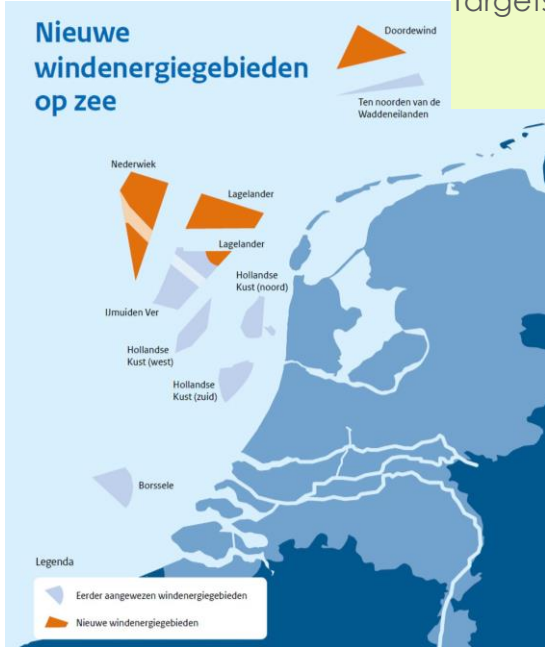 Targets
Nieuwe
windenergiegebieden
op zee
Doordewind
Ten noorden van de
Waddeneilanden
Nederwiek
Lagelander
Lagelander
Hollandse
Kust (noord)
IJmuiden Ver
Hollandse
Kust (west)
Hollandse
Kust (zuid)
Borssele
Legenda
Eerder aangewezen windenergiegebieden
Nieuwe windenergiegebieden